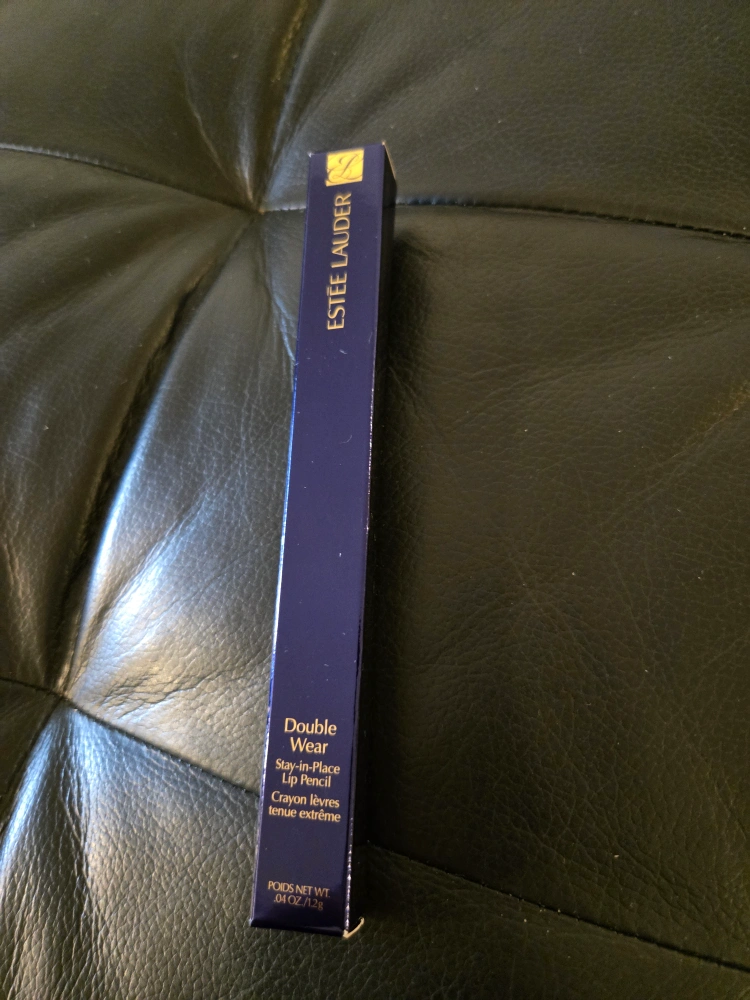 ESTĒE LAUDER
Double
Wear
Stay-in-Place
Lip Pencil
Crayon lèvres
tenue extrême
POIDS NET WT.
.04 OZ./1.2g